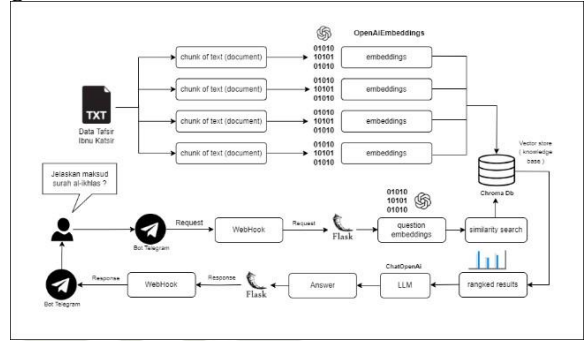 OpenAiEmbeddings
chunk of text (document)
01010
10101
01010
embeddings
chunk of text (document)
01010
10101
01010
embeddings
chunk of text (document)
01010
10101
01010
embeddings
chunk of text (document)
01010
10101
01010
embeddings
TXT
Data Tafsir
Ibnu Katsir
Vector store
( knowledge
base )
Chroma Db
Jelaskan maksud
surah al-ikhlas ?
Bot Telegram
Request
WebHook
Request
Flask
01010
10101
01010
question
embeddings
similarity search
Bot Telegram
Response
WebHook
Response
Flask
Answer
ChatOpenAi
LLM
rangked results